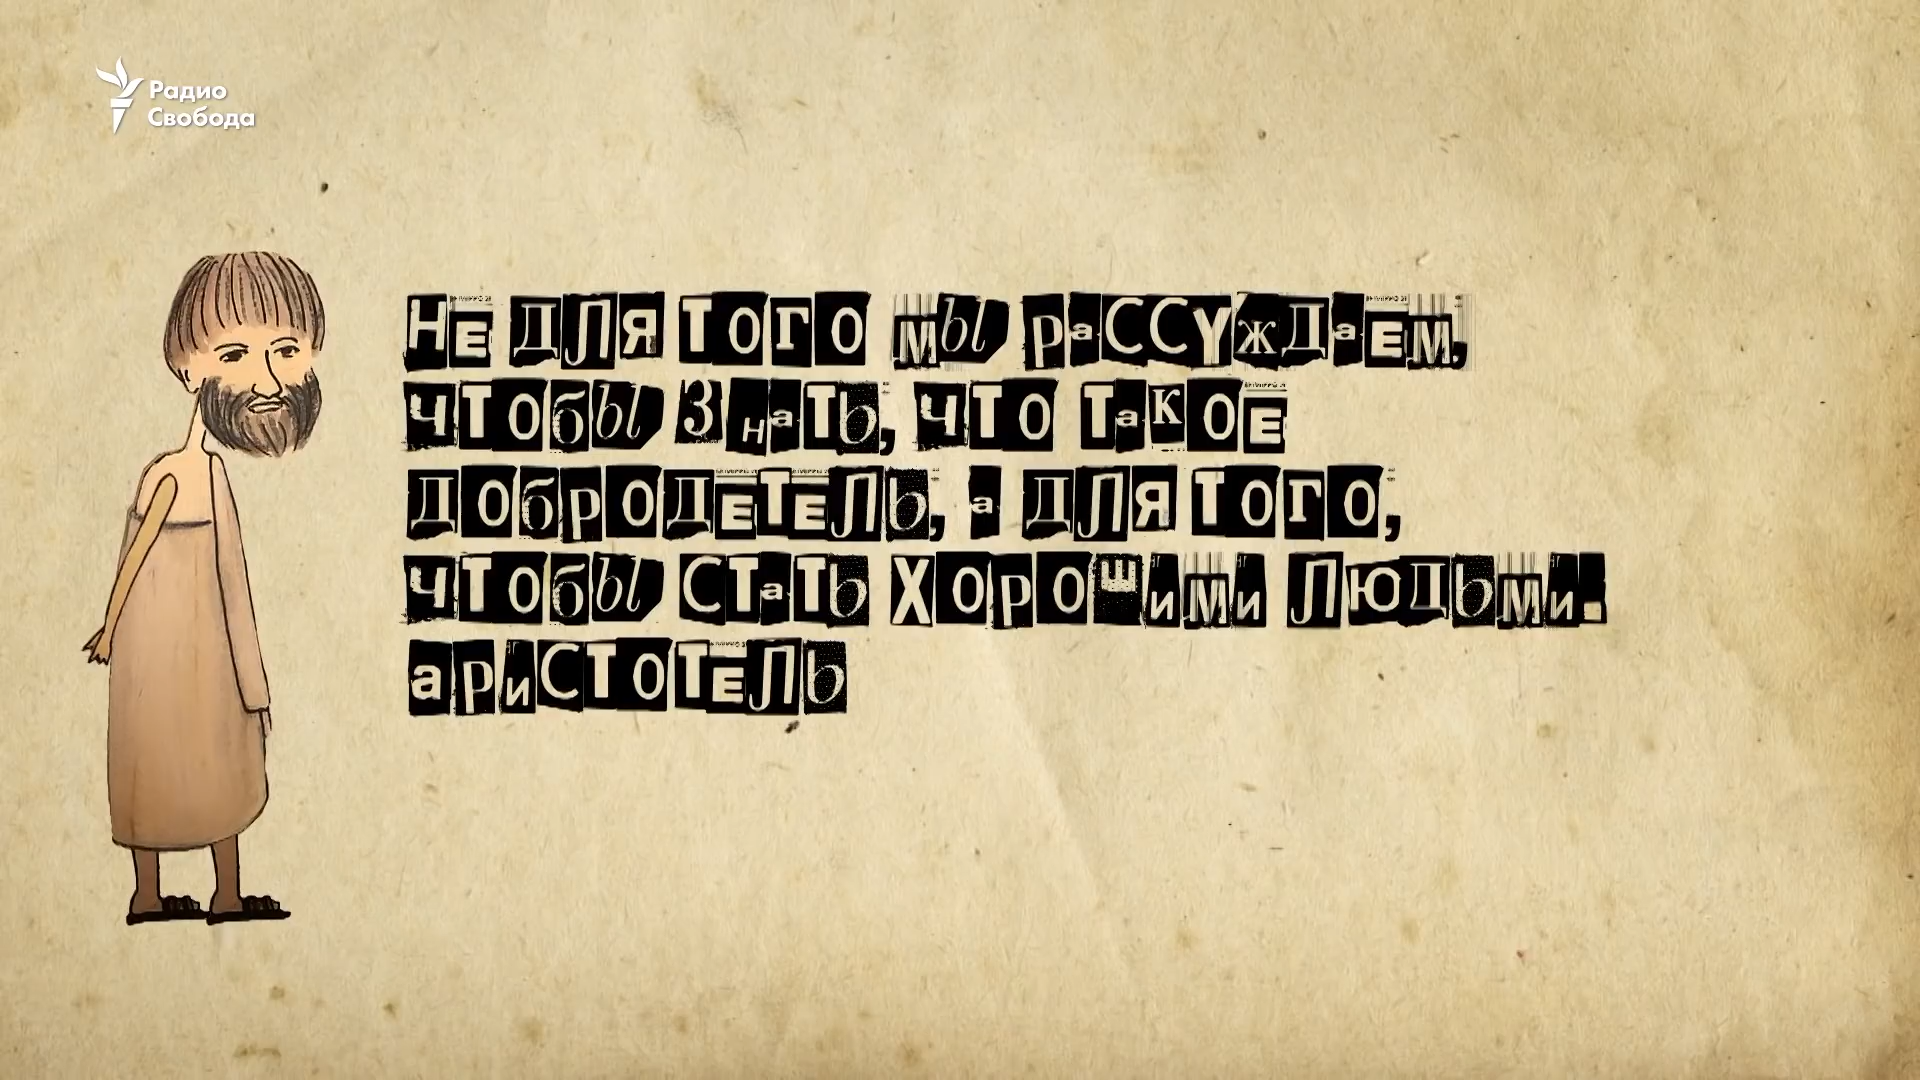 Радио
Свобода
Не для того мы рассуждаем,
чтобы знать, что такое
добродетель, а для того,
чтобы стать хорошими людьми.
аристотель